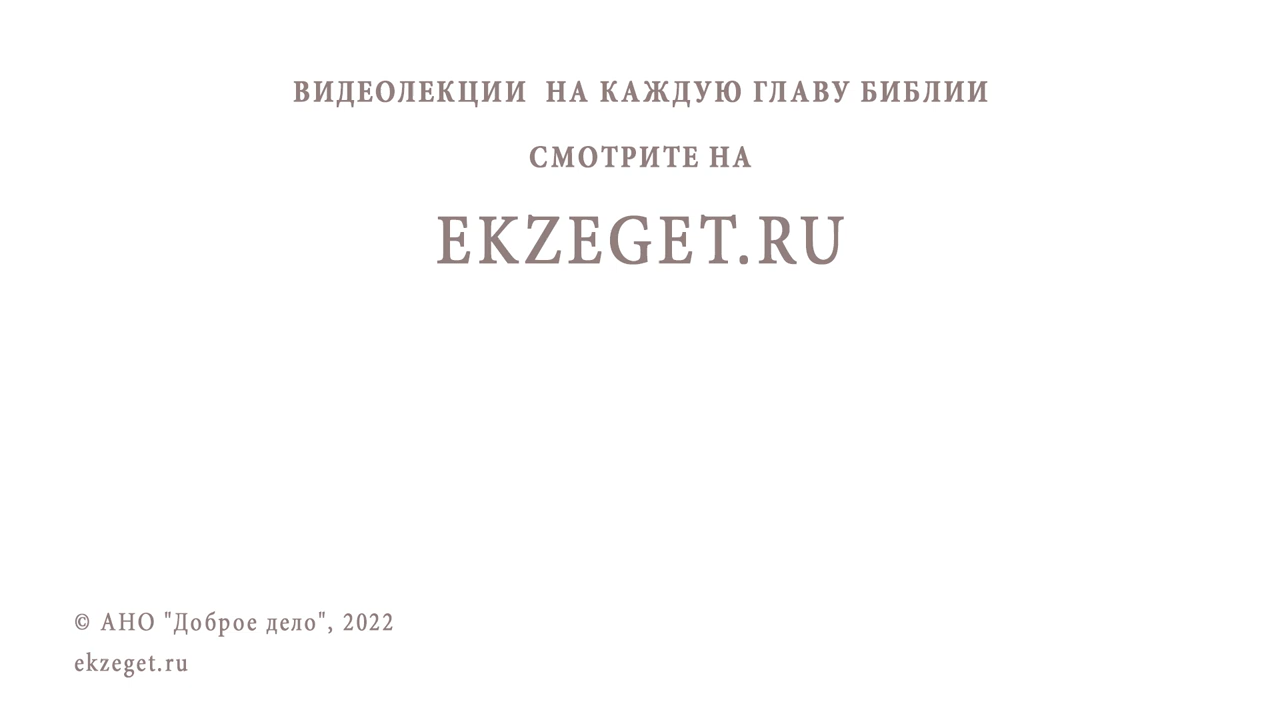 ВИДЕОЛЕКЦИИ НА КАЖДУЮ ГЛАВУ БИБЛИИ
СМОТРИТЕ НА
EKZEGET.RU
© АНО "Доброе дело", 2022
ekzeget.ru